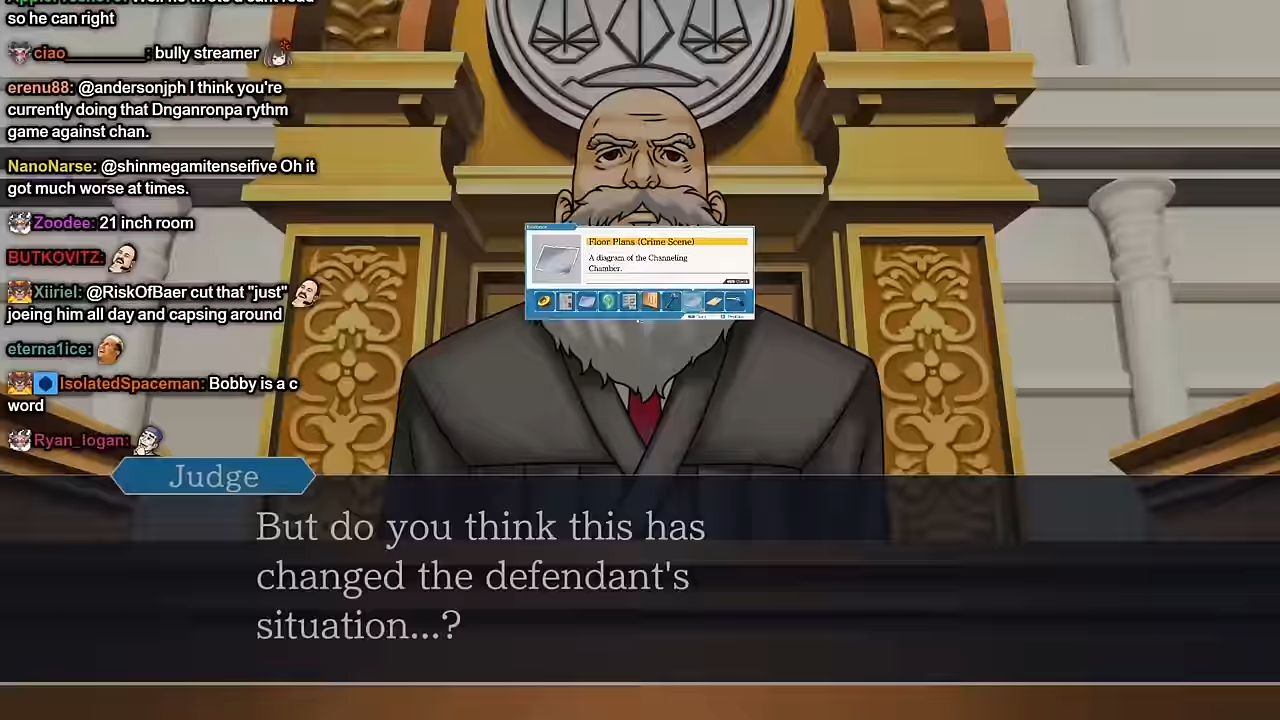 so he can right
ciao________: bully streamer
erenu88: @andersonjph I think you're
currently doing that Dnganronpa rythm
game against chan.
NanoNarse: @shinmegamitenseifive Oh it
got much worse at times.
Zoodee: 21 inch room
BUTKOVITZ:
Xiiriel: @RiskOfBaer cut that "just"
joeing him all day and capsing around
eterna1ice:
IsolatedSpaceman: Bobby is a c
word
Ryan_logan:
Floor Plans (Crime Scene)
A diagram of the Channeling
Chamber.
Judge
But do you think this has
changed the defendant's
situation...?